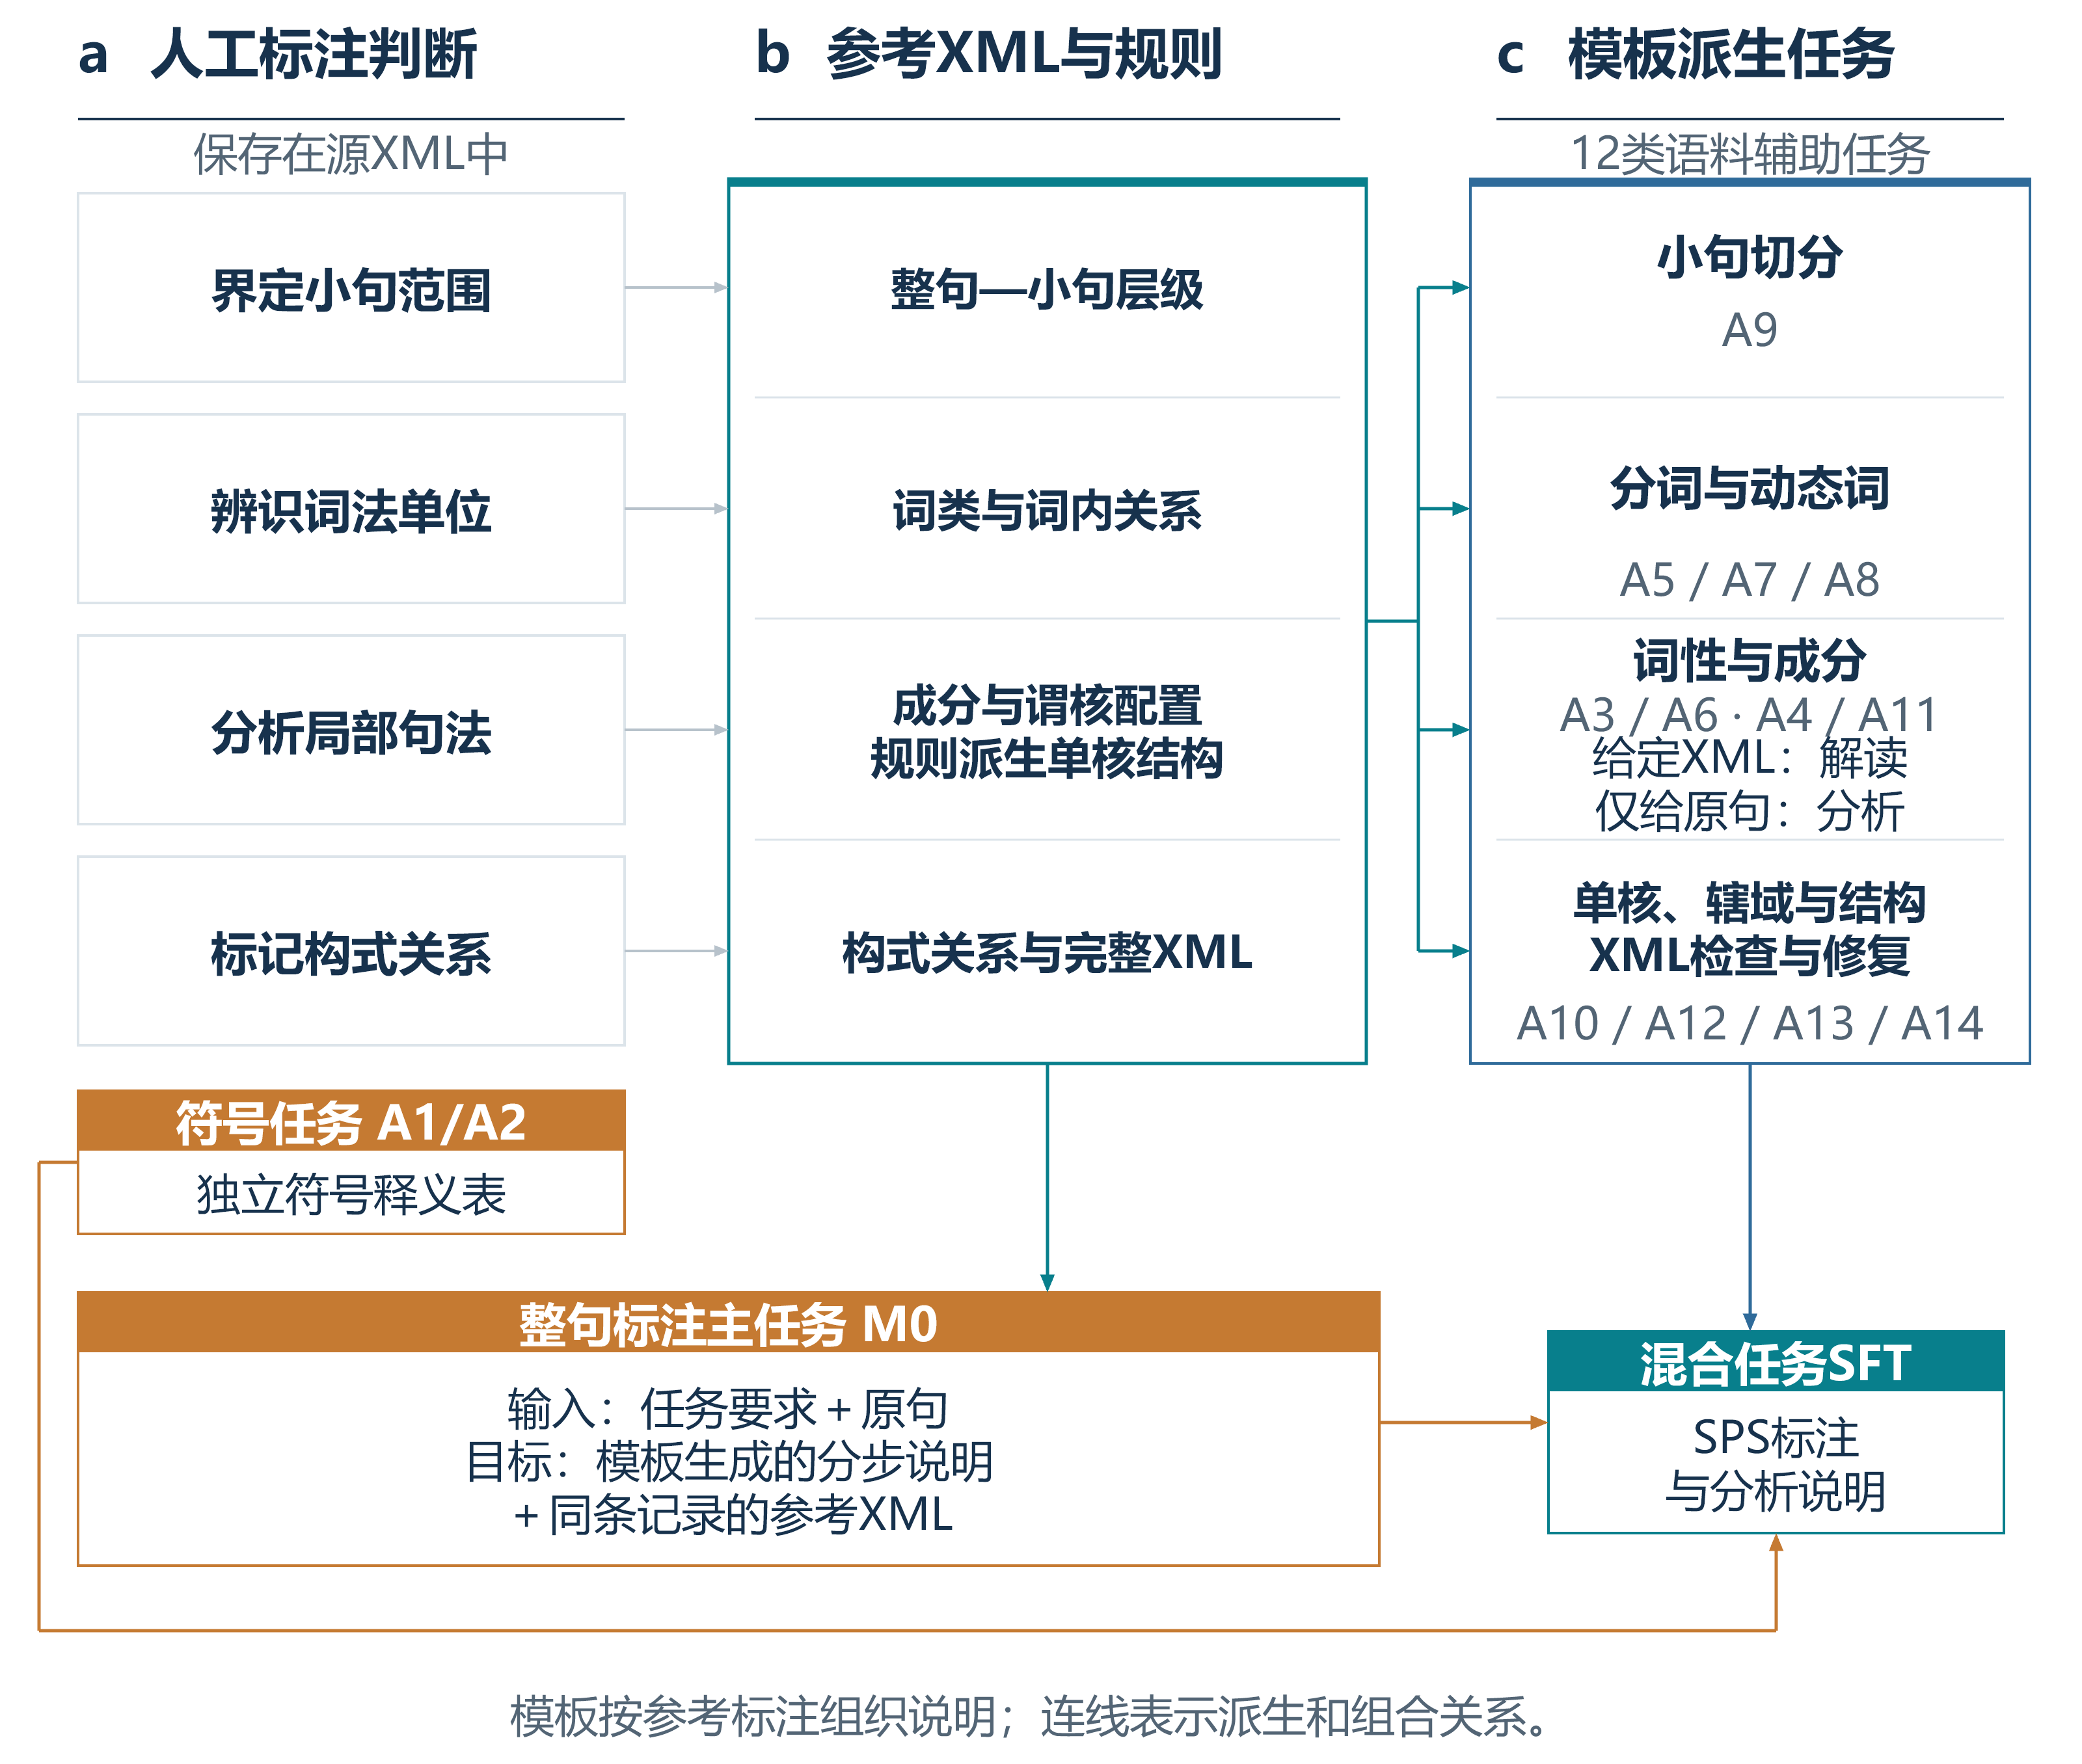 a 人工标注判断
保存在源XML中
界定小句范围
辨识词法单位
分析局部句法
标记构式关系
b 参考XML与规则
整句—小句层级
词类与词内关系
成分与谓核配置
规则派生单核结构
构式关系与完整XML
c 模板派生任务
12类语料辅助任务
小句切分
A9
分词与动态词
A5 / A7 / A8
词性与成分
A3 / A6 · A4 / A11
给定XML：解读
仅给原句：分析
单核、辖域与结构
XML检查与修复
A10 / A12 / A13 / A14
符号任务 A1/A2
独立符号释义表
整句标注主任务 M0
输入：任务要求 + 原句
目标：模板生成的分步说明
+ 同条记录的参考XML
混合任务SFT
SPS标注
与分析说明
模板按参考标注组织说明；连线表示派生和组合关系。